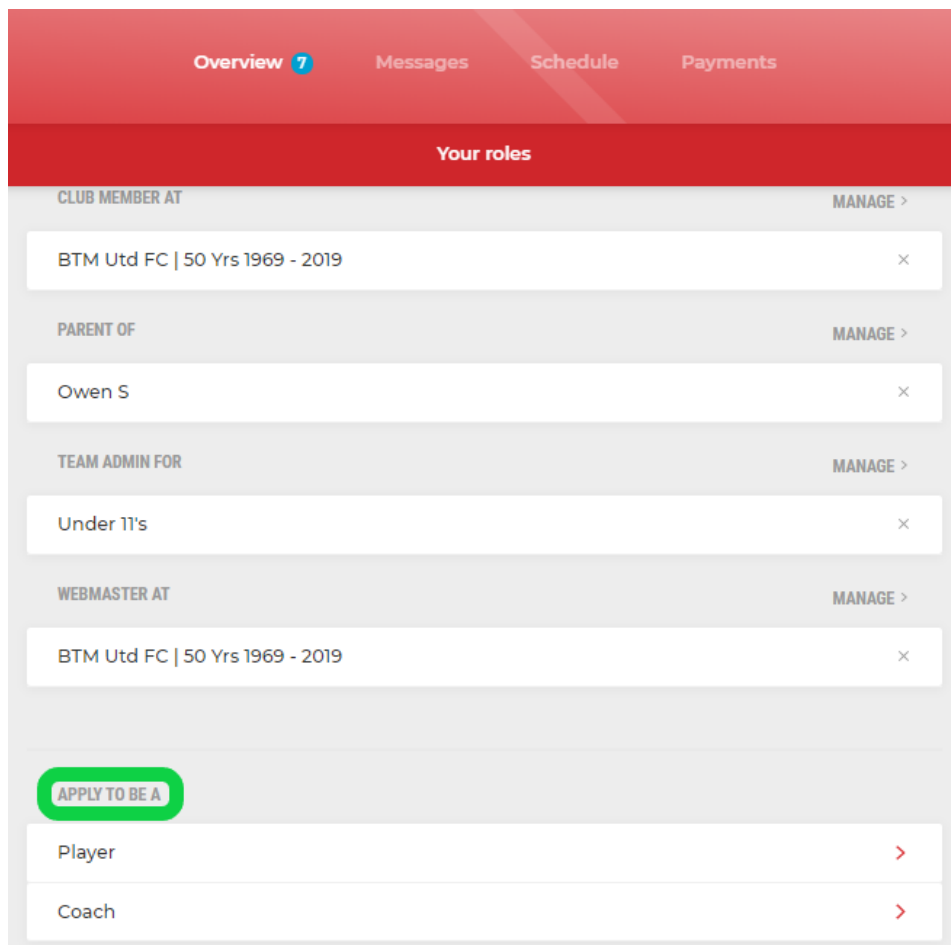 Overview 7 Messages Schedule Payments
Your roles
CLUB MEMBER AT MANAGE >
BTM Utd FC | 50 Yrs 1969 - 2019 ×
PARENT OF MANAGE >
Owen S ×
TEAM ADMIN FOR MANAGE >
Under 11's ×
WEBMASTER AT MANAGE >
BTM Utd FC | 50 Yrs 1969 - 2019 ×
APPLY TO BE A
Player >
Coach >